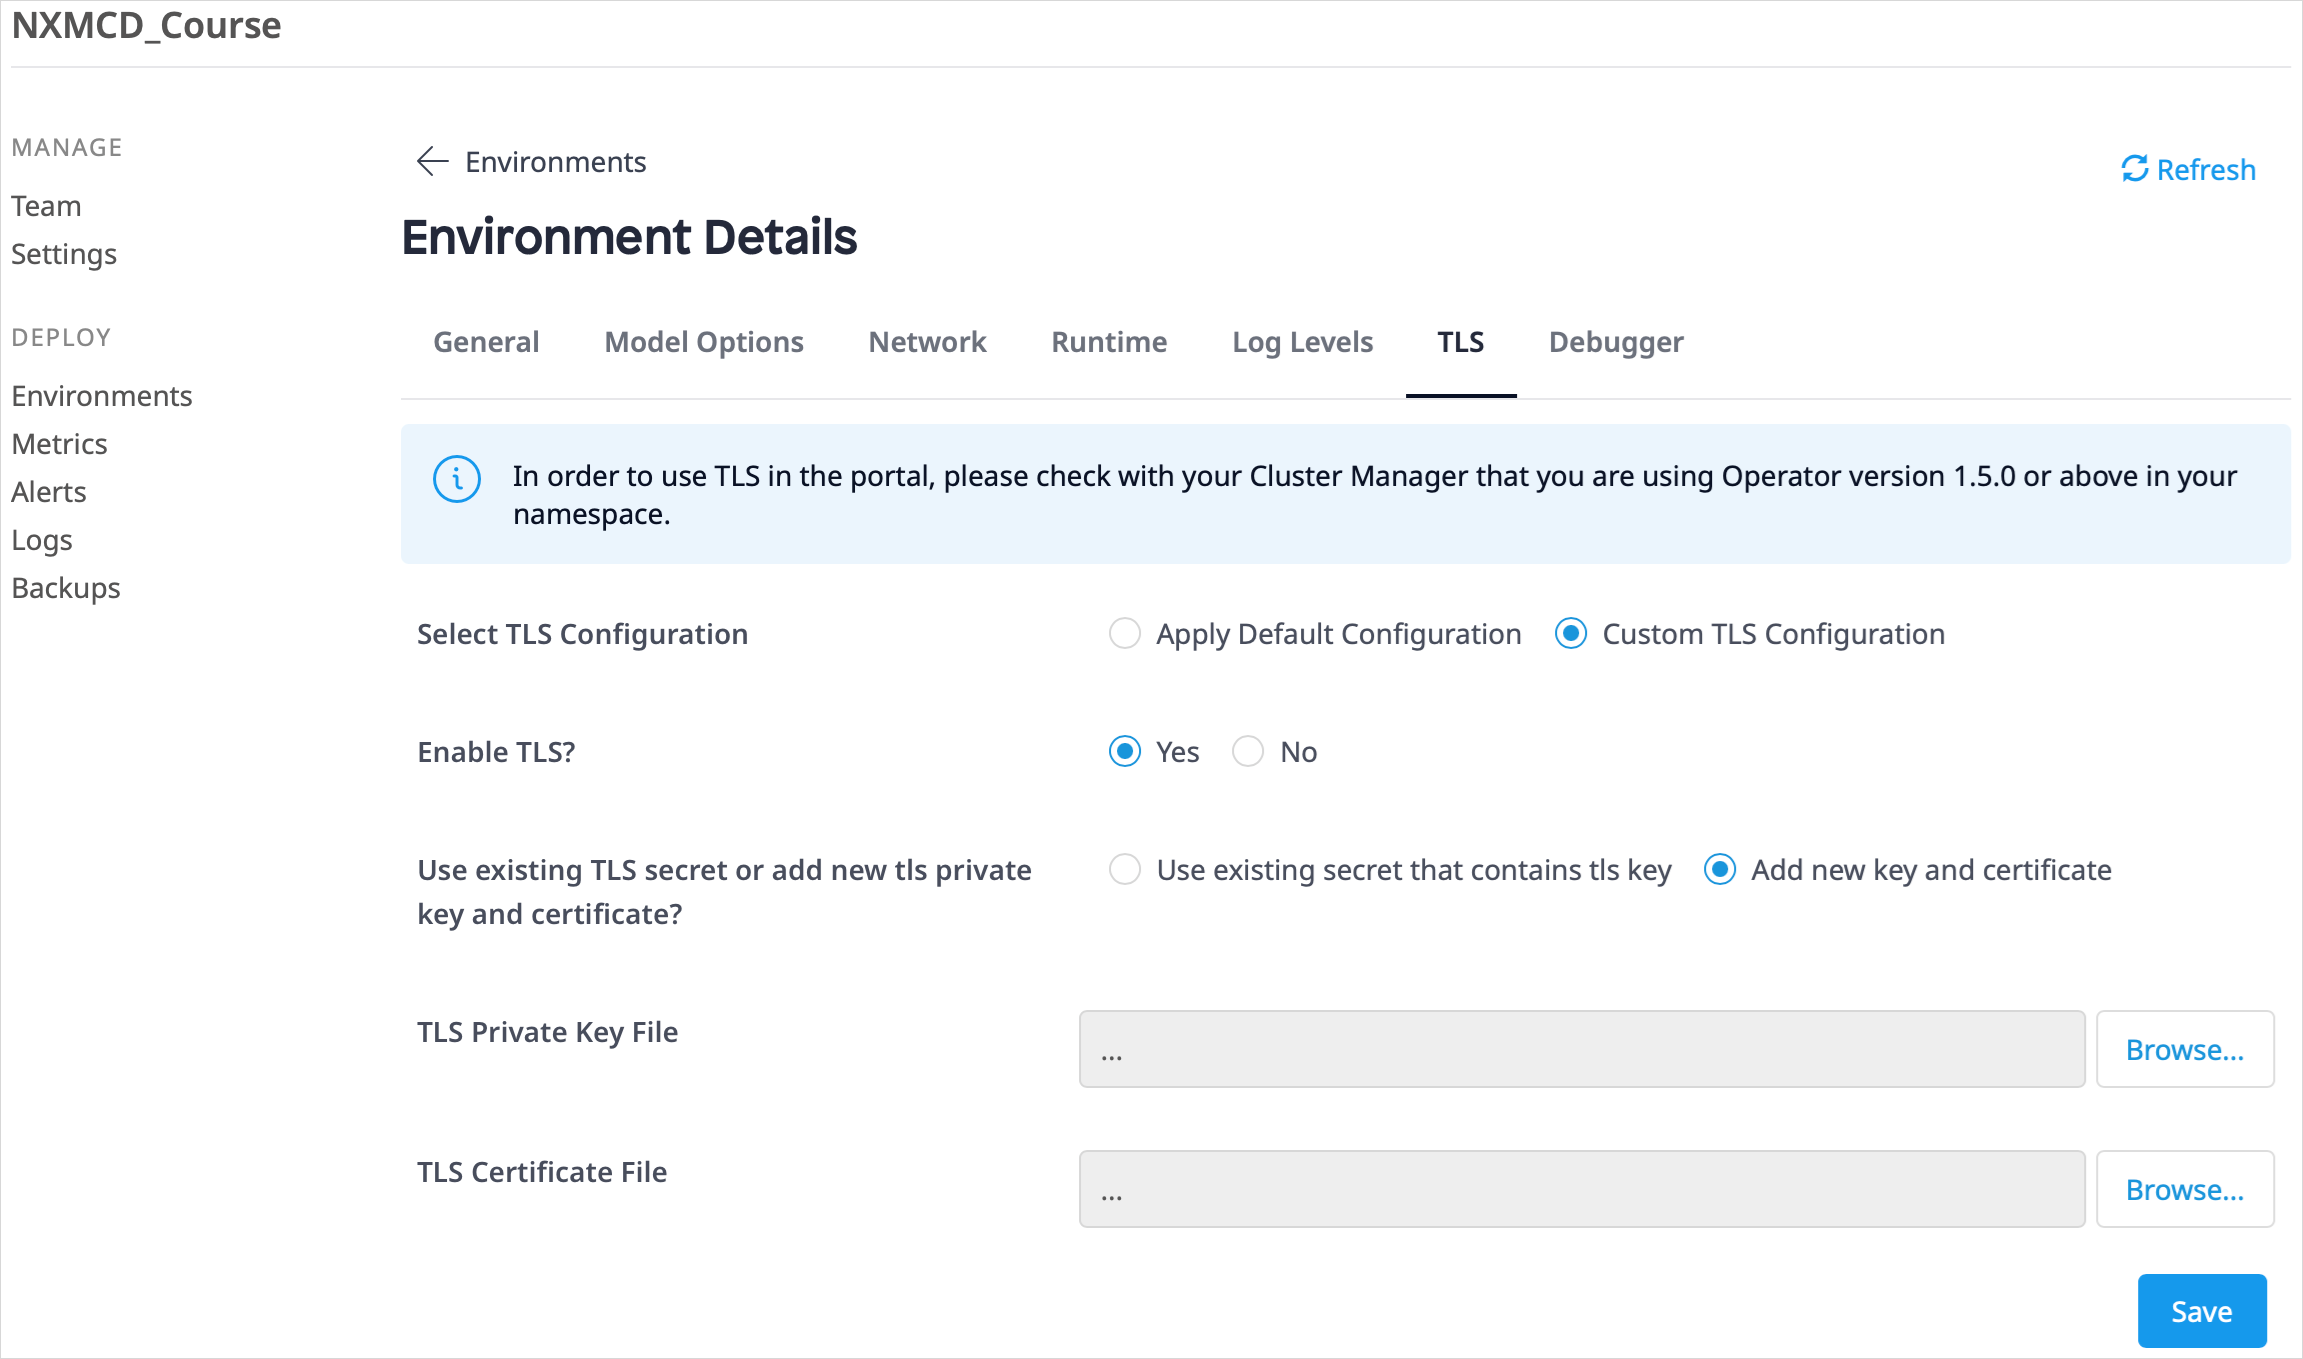 NXMCD_Course
MANAGE
Team
Settings
DEPLOY
Environments
Metrics
Alerts
Logs
Backups
Environments
Refresh
Environment Details
General Model Options Network Runtime Log Levels TLS Debugger
In order to use TLS in the portal, please check with your Cluster Manager that you are using Operator version 1.5.0 or above in your
namespace.
Select TLS Configuration
Apply Default Configuration Custom TLS Configuration
Enable TLS?
Yes No
Use existing TLS secret or add new tls private
key and certificate?
Use existing secret that contains tls key Add new key and certificate
TLS Private Key File
...
Browse...
TLS Certificate File
...
Browse...
Save